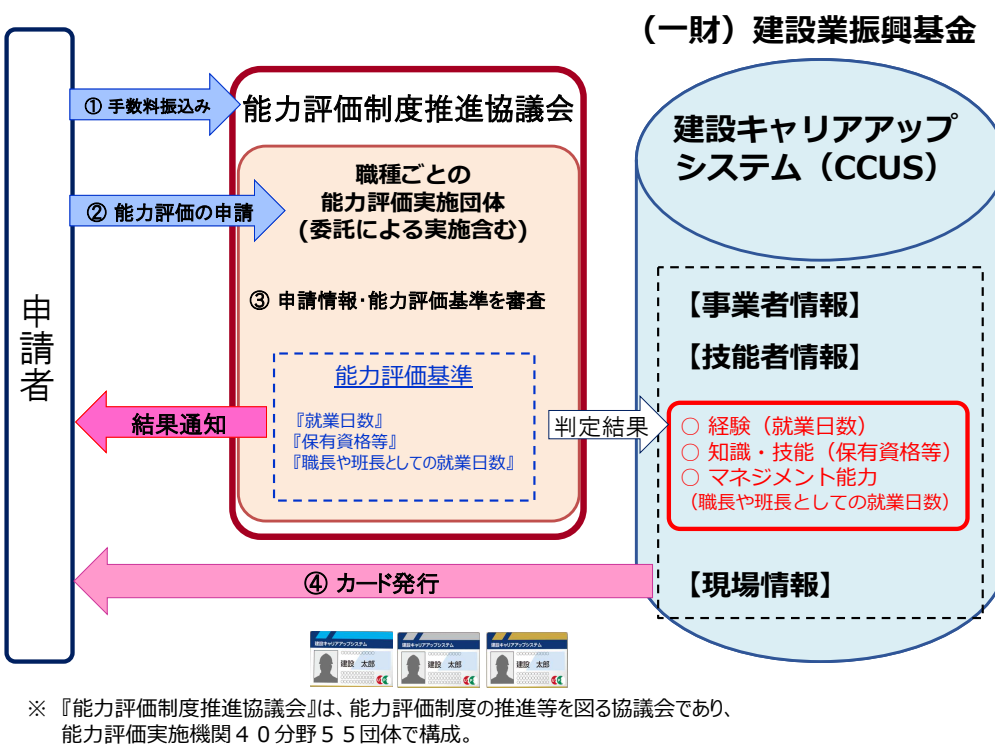 （一財）建設業振興基金
申請者
① 手数料振込み
② 能力評価の申請
能力評価制度推進協議会
職種ごとの
能力評価実施団体
(委託による実施含む)
③ 申請情報・能力評価基準を審査
能力評価基準
『就業日数』
『保有資格等』
『職長や班長としての就業日数』
結果通知
判定結果
建設キャリアアップ
システム（CCUS）
【事業者情報】
【技能者情報】
○ 経験（就業日数）
○ 知識・技能（保有資格等）
○ マネジメント能力
（職長や班長としての就業日数）
【現場情報】
④ カード発行
建設キャリアアップシステム
建設 太郎
建設キャリアアップシステム
建設 太郎
建設キャリアアップシステム
建設 太郎
※ 『能力評価制度推進協議会』は、能力評価制度の推進等を図る協議会であり、
能力評価実施機関４０分野５５団体で構成。